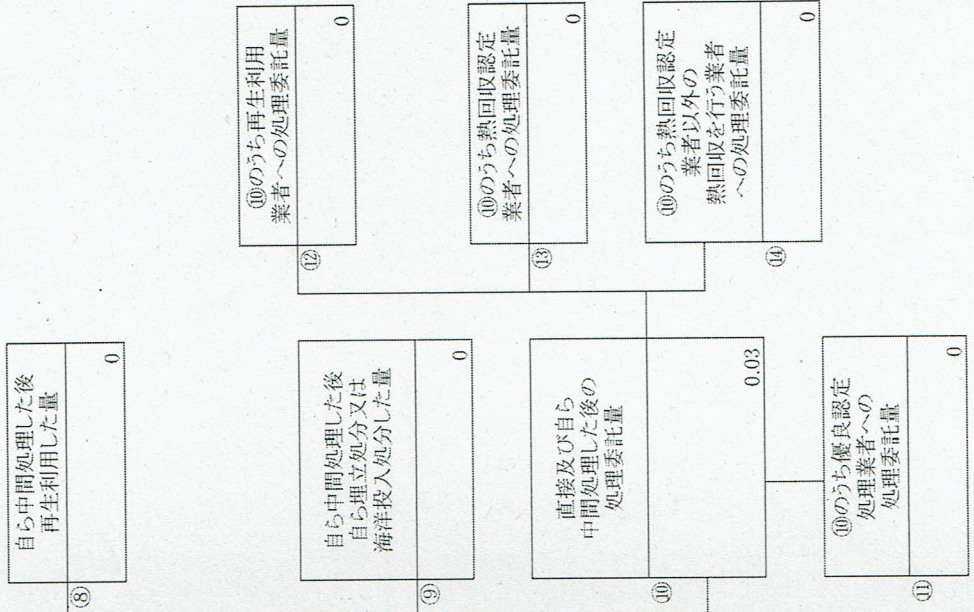 ⑧
自ら中間処理した後
再生利用した量
0
⑨
自ら中間処理した後
自ら埋立処分又は
海洋投入処分した量
0
⑩
直接及び自ら
中間処理した後の
処理委託量
0.03
⑪
⑩のうち優良認定
処理業者への
処理委託量
0
⑫
⑩のうち再生利用
業者への処理委託量
0
⑬
⑩のうち熱回収認定
業者への処理委託量
0
⑭
⑩のうち熱回収認定
業者以外の
熱回収を行う業者
への処理委託量
0